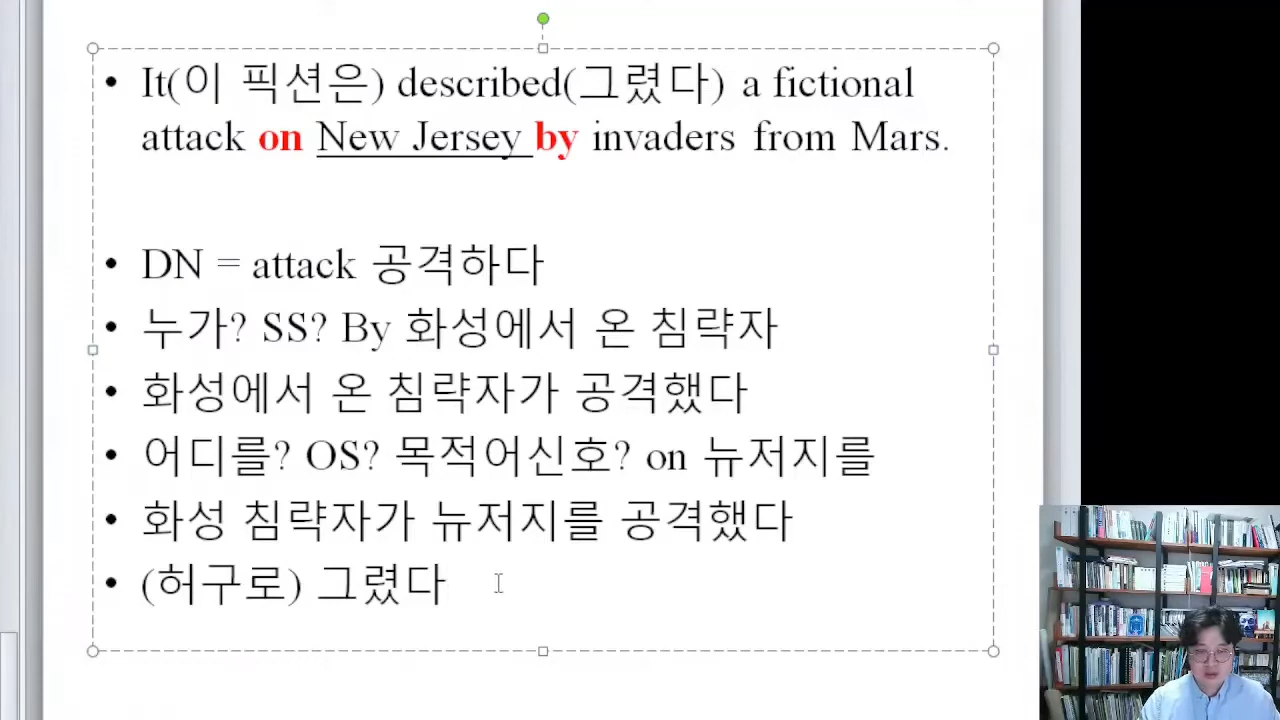 • It(이 픽션은) described(그렸다) a fictional
attack on New Jersey by invaders from Mars.
• DN = attack 공격하다
• 누가? SS? By 화성에서 온 침략자
• 화성에서 온 침략자가 공격했다
• 어디를? OS? 목적어신호? on 뉴저지를
• 화성 침략자가 뉴저지를 공격했다
• (허구로) 그렸다